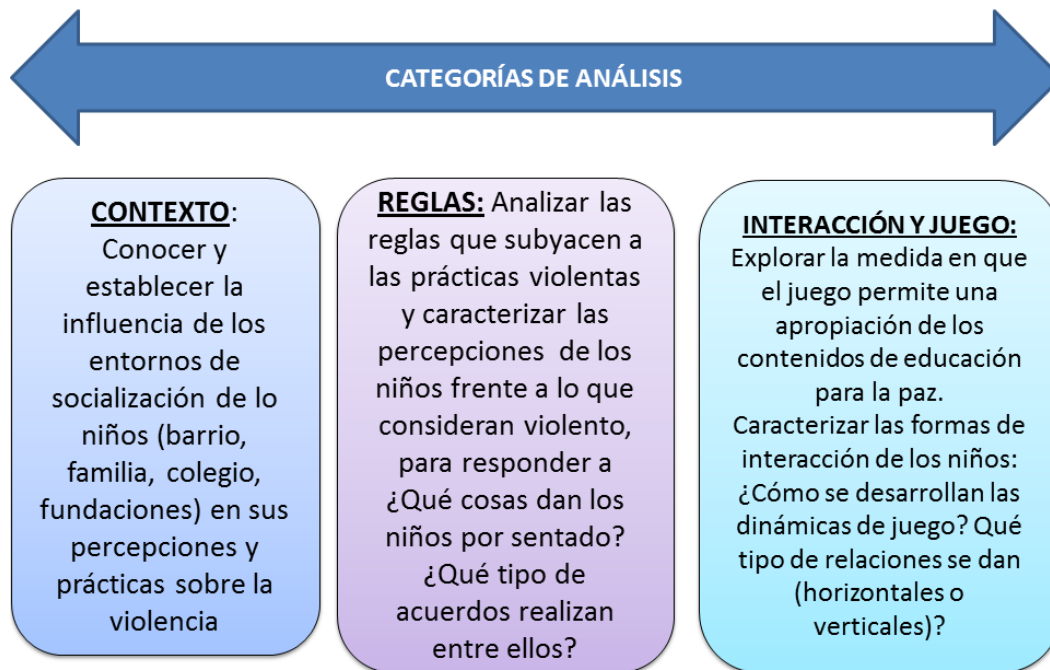 CATEGORÍAS DE ANÁLISIS
CONTEXTO:
Conocer y
establecer la
influencia de los
entornos de
socialización de lo
niños (barrio,
familia, colegio,
fundaciones) en sus
percepciones y
prácticas sobre la
violencia
REGLAS: Analizar las
reglas que subyacen a
las prácticas violentas
y caracterizar las
percepciones de los
niños frente a lo que
consideran violento,
para responder a
¿Qué cosas dan los
niños por sentado?
¿Qué tipo de
acuerdos realizan
entre ellos?
INTERACCIÓN Y JUEGO:
Explorar la medida en que
el juego permite una
apropiación de los
contenidos de educación
para la paz.
Caracterizar las formas de
interacción de los niños:
¿Cómo se desarrollan las
dinámicas de juego? Qué
tipo de relaciones se dan
(horizontales o
verticales)?